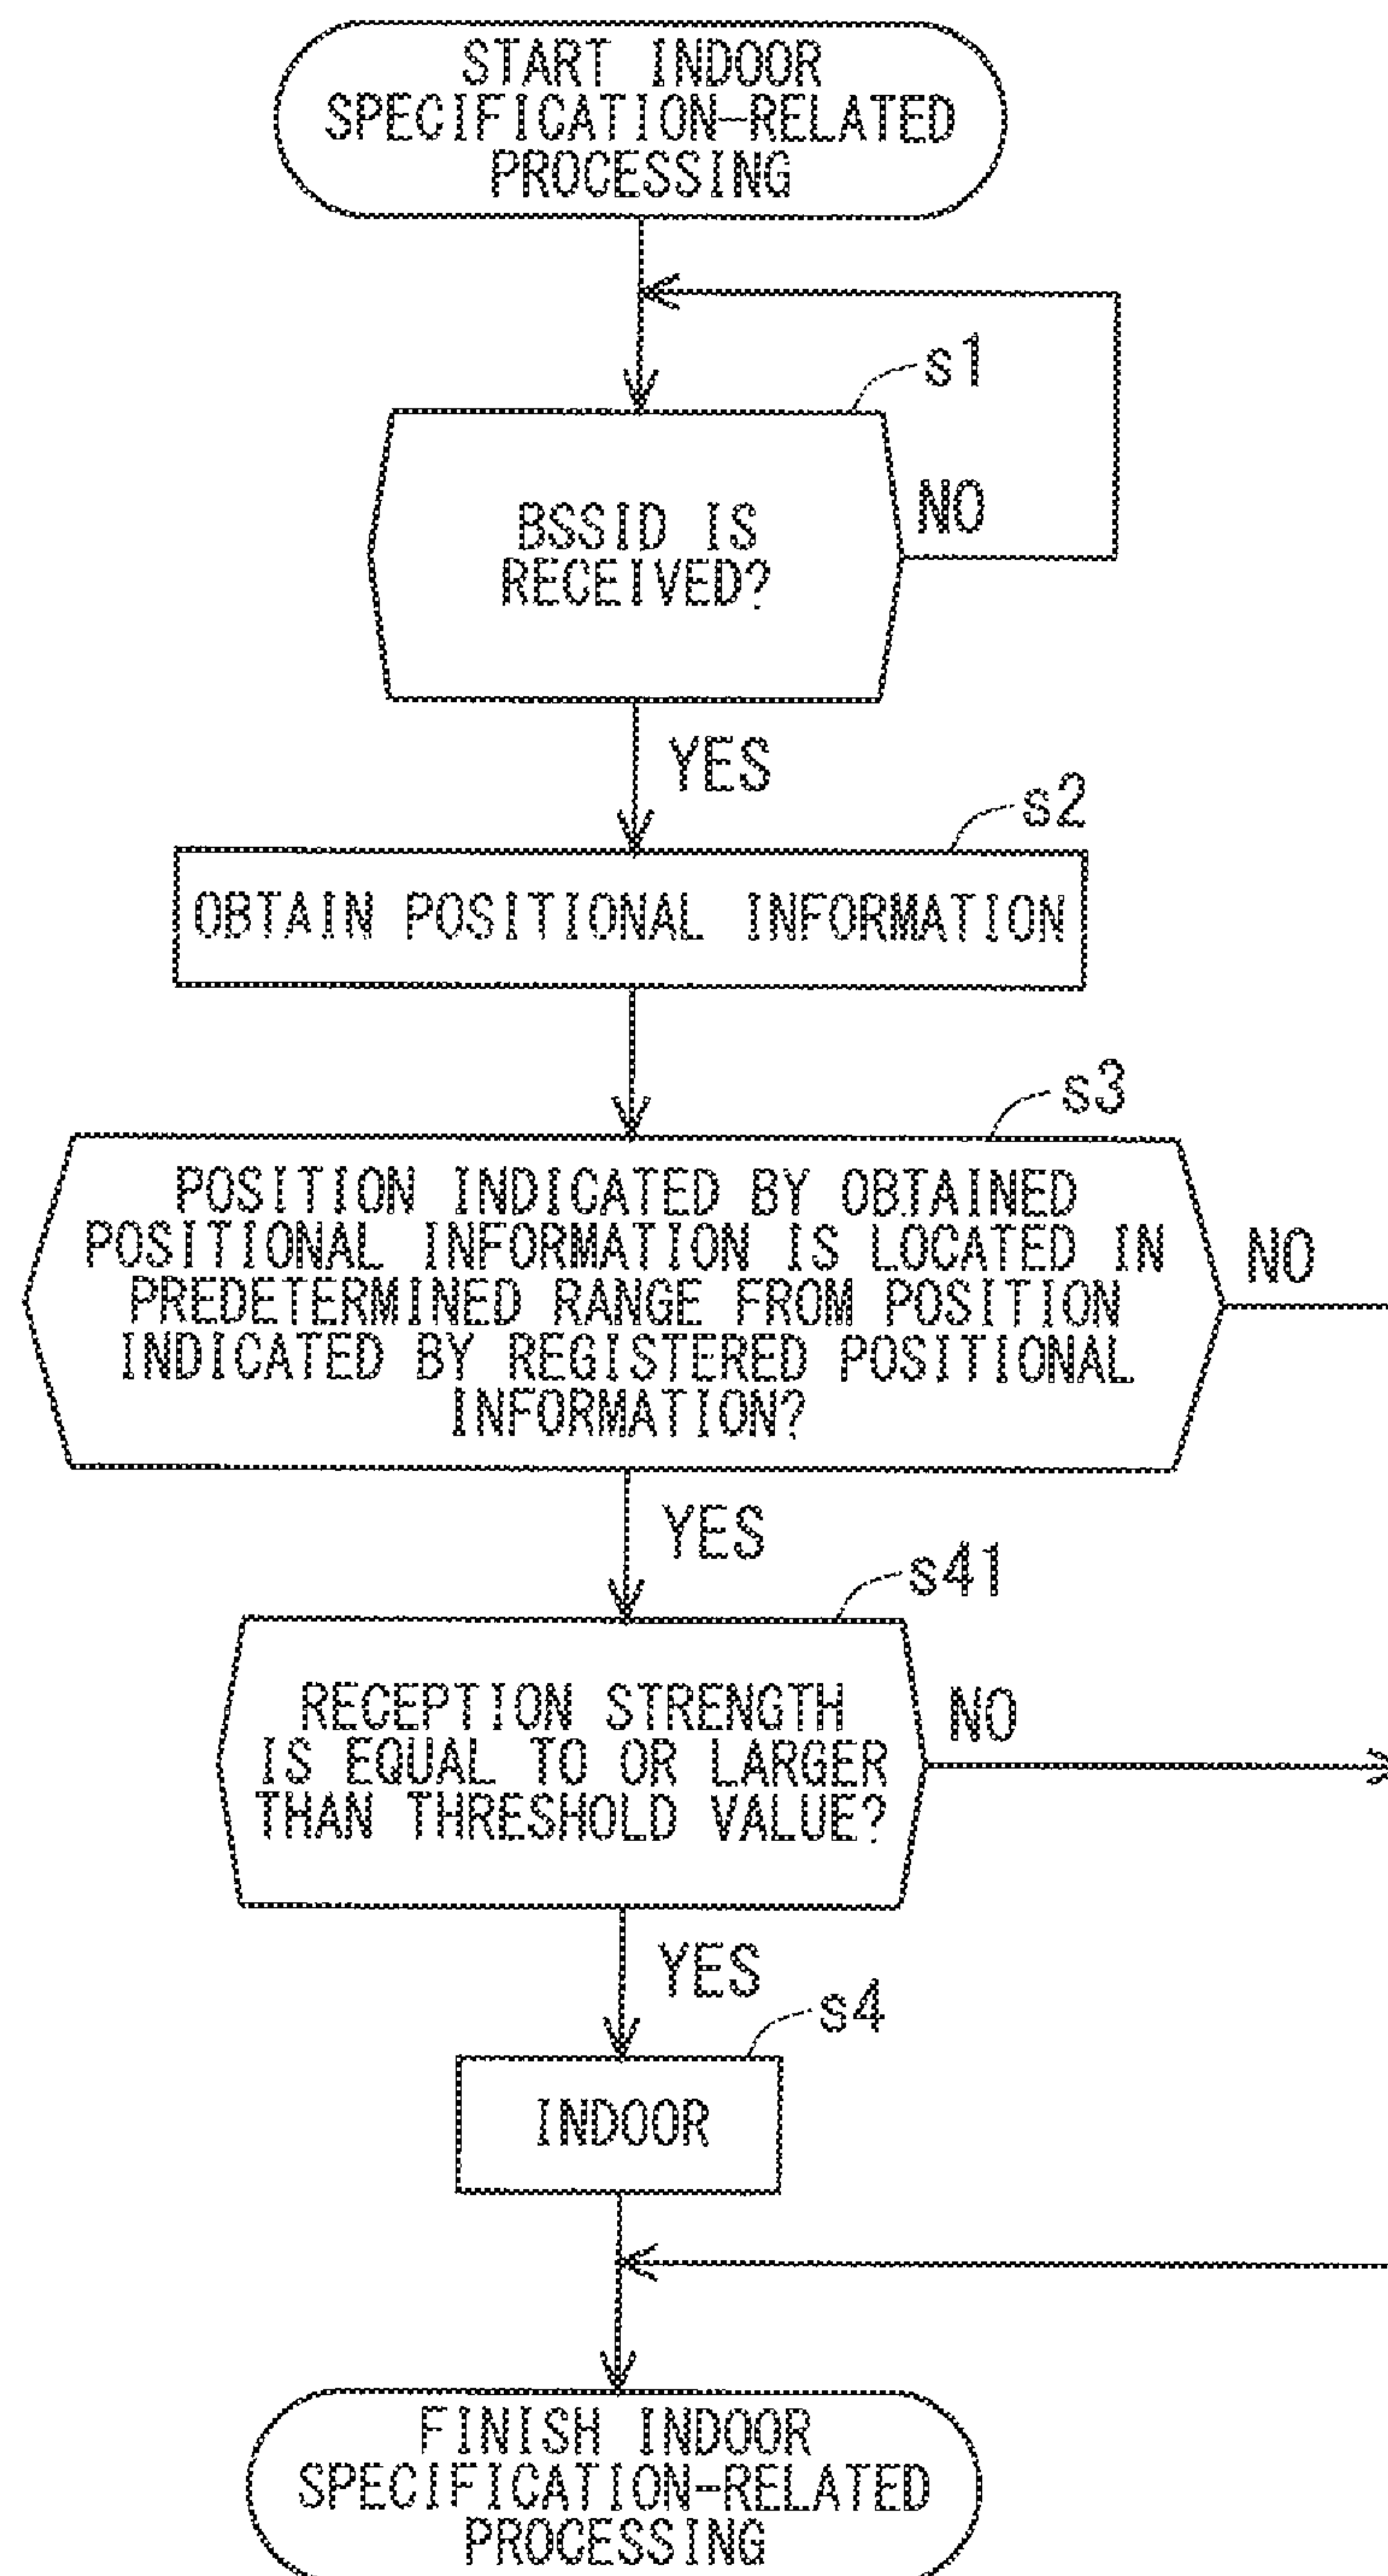 START INDOOR
SPECIFICATION-RELATED
PROCESSING
s1
BSSID IS
RECEIVED?
NO
YES
s2
OBTAIN POSITIONAL INFORMATION
s3
POSITION INDICATED BY OBTAINED
POSITIONAL INFORMATION IS LOCATED IN
PREDETERMINED RANGE FROM POSITION
INDICATED BY REGISTERED POSITIONAL
INFORMATION?
NO
YES
s41
RECEPTION STRENGTH
IS EQUAL TO OR LARGER
THAN THRESHOLD VALUE?
NO
YES
s4
INDOOR
FINISH INDOOR
SPECIFICATION-RELATED
PROCESSING